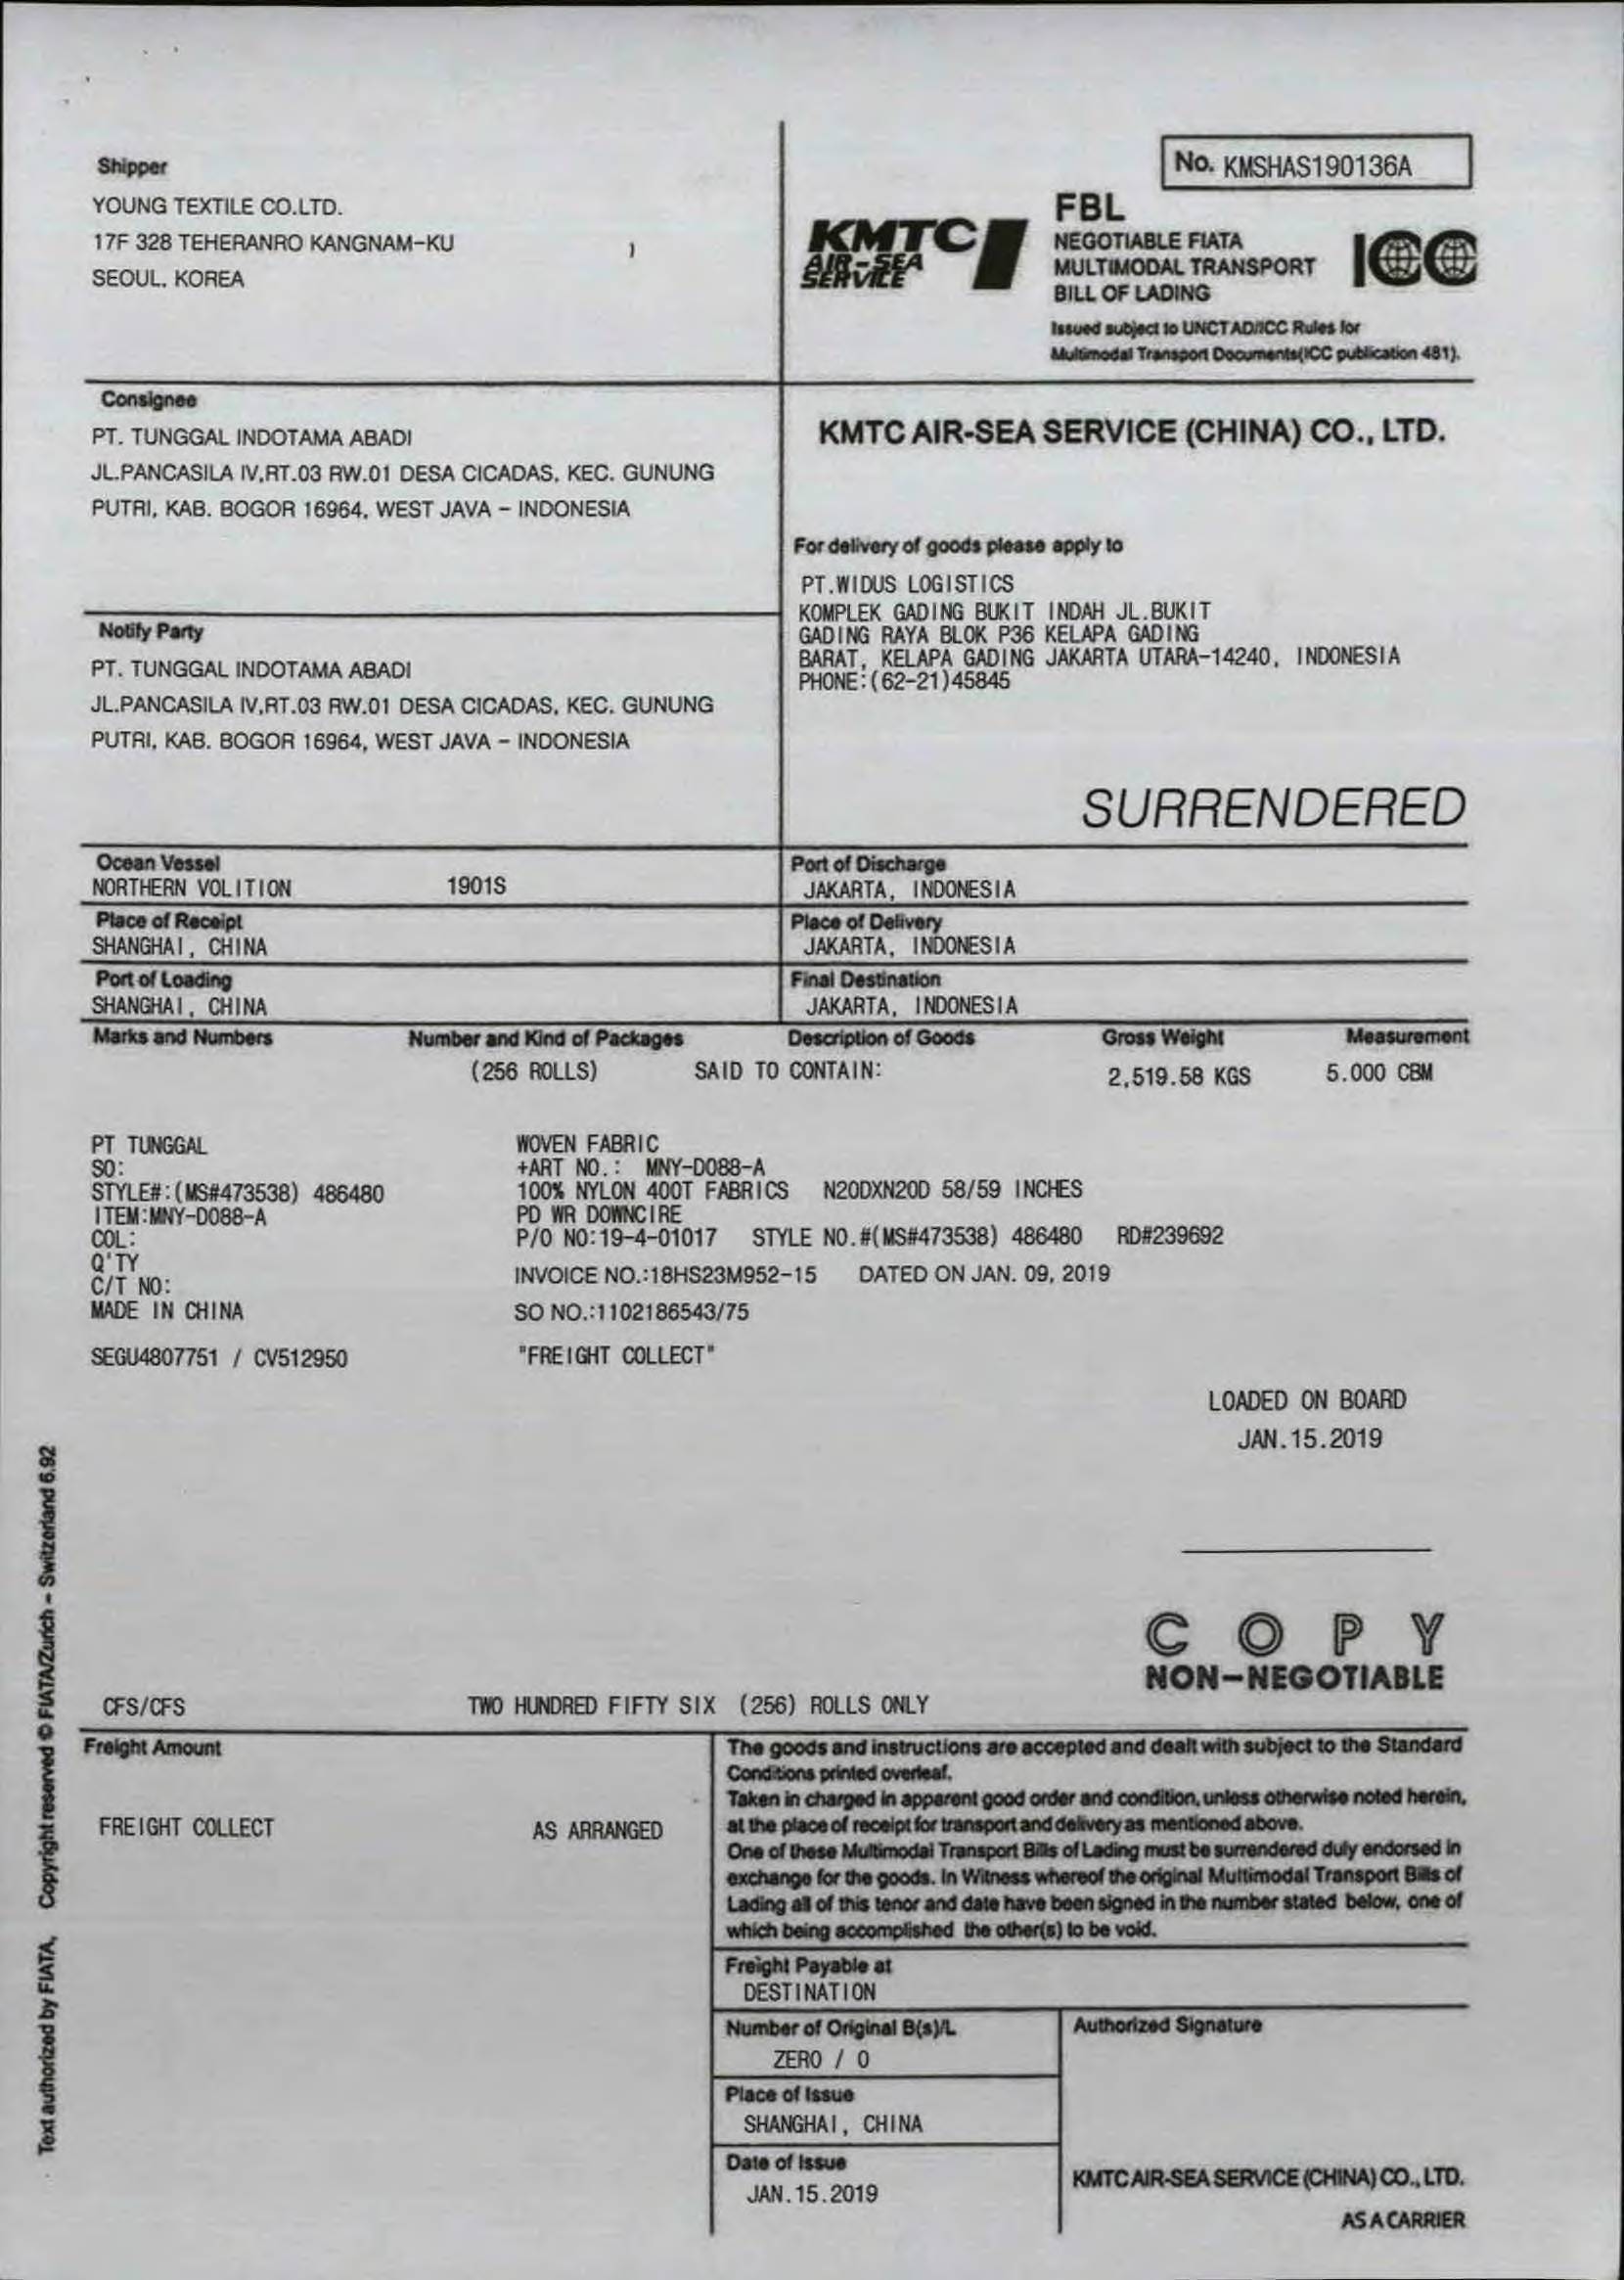 Shipper
YOUNG TEXTILE CO.LTD.
17F 328 TEHERANRO KANGNAM-KU
SEOUL, KOREA
No. KMSHAS190136A
KMTC
AIR-SEA
SERVICE
FBL
NEGOTIABLE FIATA
MULTIMODAL TRANSPORT
BILL OF LADING
ICC
Issued subject to UNCTAD/ICC Rules for
Multimodal Transport Documents(ICC publication 481).
Consignee
PT. TUNGGAL INDOTAMA ABADI
JL.PANCASILA IV,RT.03 RW.01 DESA CICADAS, KEC. GUNUNG
PUTRI, KAB. BOGOR 16964, WEST JAVA - INDONESIA
KMTC AIR-SEA SERVICE (CHINA) CO., LTD.
For delivery of goods please apply to
PT.WIDUS LOGISTICS
KOMPLEK GADING BUKIT INDAH JL.BUKIT
GADING RAYA BLOK P36 KELAPA GADING
BARAT, KELAPA GADING JAKARTA UTARA-14240, INDONESIA
PHONE:(62-21)45845
Notify Party
PT. TUNGGAL INDOTAMA ABADI
JL.PANCASILA IV,RT.03 RW.01 DESA CICADAS, KEC. GUNUNG
PUTRI, KAB. BOGOR 16964, WEST JAVA - INDONESIA
SURRENDERED
Ocean Vessel
NORTHERN VOLITION 1901S
Port of Discharge
JAKARTA, INDONESIA
Place of Receipt
SHANGHAI, CHINA
Place of Delivery
JAKARTA, INDONESIA
Port of Loading
SHANGHAI, CHINA
Final Destination
JAKARTA, INDONESIA
Marks and Numbers Number and Kind of Packages Description of Goods Gross Weight Measurement
(256 ROLLS) SAID TO CONTAIN: 2,519.58 KGS 5.000 CBM
PT TUNGGAL
SO:
STYLE#:(MS#473538) 486480
ITEM:MNY-D088-A
COL:
Q'TY
C/T NO:
MADE IN CHINA
SEGU4807751 / CV512950
WOVEN FABRIC
+ART NO.: MNY-D088-A
100% NYLON 400T FABRICS N20DXN20D 58/59 INCHES
PD WR DOWNCIRE
P/O NO:19-4-01017 STYLE NO.#(MS#473538) 486480 RD#239692
INVOICE NO.:18HS23M952-15 DATED ON JAN. 09, 2019
SO NO.:1102186543/75
"FREIGHT COLLECT"
LOADED ON BOARD
JAN.15.2019
COPY
NON-NEGOTIABLE
CFS/CFS TWO HUNDRED FIFTY SIX (256) ROLLS ONLY
Freight Amount
FREIGHT COLLECT AS ARRANGED
The goods and instructions are accepted and dealt with subject to the Standard
Conditions printed overleaf.
Taken in charged in apparent good order and condition, unless otherwise noted herein,
at the place of receipt for transport and delivery as mentioned above.
One of these Multimodal Transport Bills of Lading must be surrendered duly endorsed in
exchange for the goods. In Witness whereof the original Multimodal Transport Bills of
Lading all of this tenor and date have been signed in the number stated below, one of
which being accomplished the other(s) to be void.
Freight Payable at
DESTINATION
Number of Original B(s)/L
ZERO / 0
Authorized Signature
Place of Issue
SHANGHAI, CHINA
Date of Issue
JAN.15.2019
KMTC AIR-SEA SERVICE (CHINA) CO., LTD.
AS A CARRIER
Text authorized by FIATA, Copyright reserved © FIATA/Zurich - Switzerland 6.92